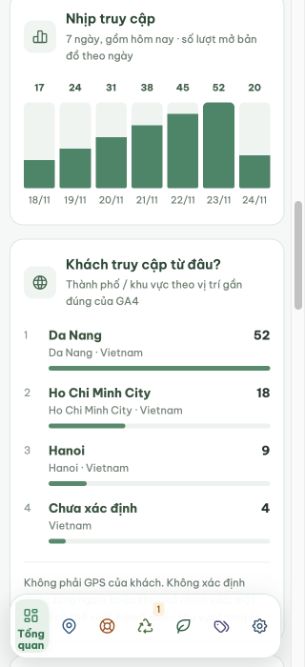 Nhịp truy cập
7 ngày, gồm hôm nay · số lượt mở bản
đồ theo ngày
17 24 31 38 45 52 20
18/11 19/11 20/11 21/11 22/11 23/11 24/11
Khách truy cập từ đâu?
Thành phố / khu vực theo vị trí gần
đúng của GA4
1 Da Nang 52
Da Nang · Vietnam
2 Ho Chi Minh City 18
Ho Chi Minh City · Vietnam
3 Hanoi 9
Hanoi · Vietnam
4 Chưa xác định 4
Vietnam
Không phải GPS của khách. Không xác định
1
Tổng
quan